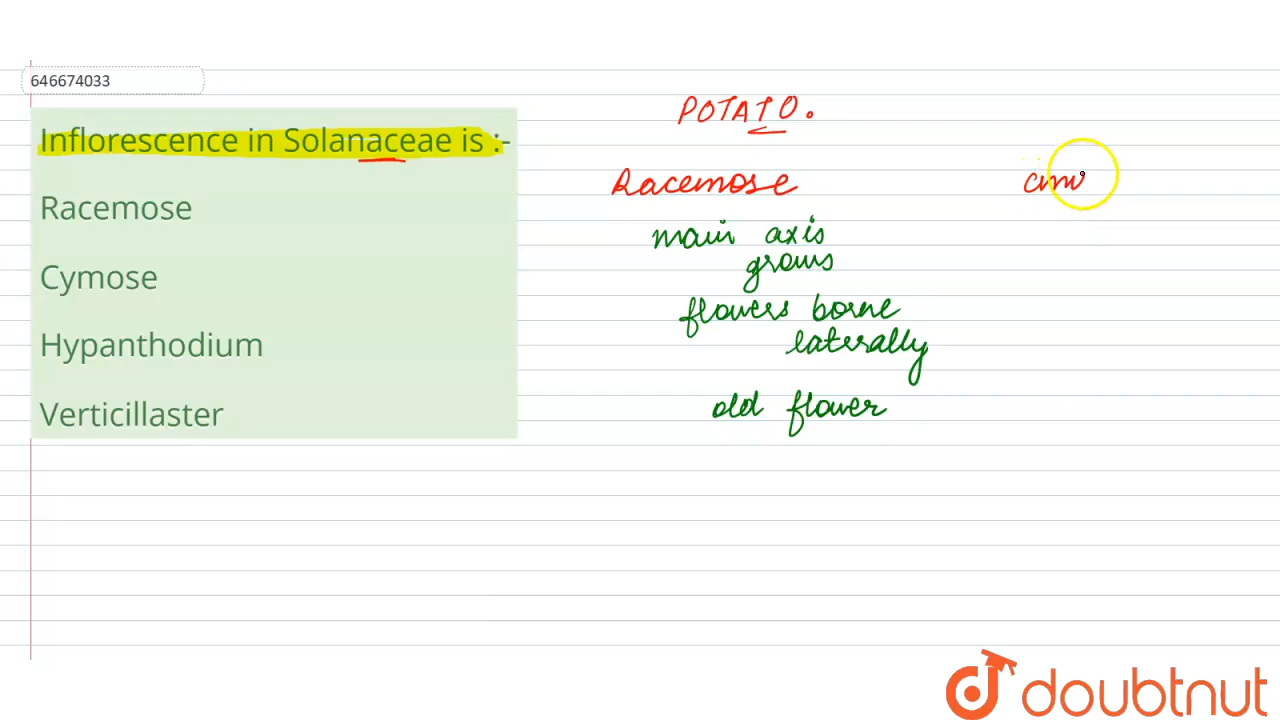 646674033
Inflorescence in Solanaceae is :-
Racemose
Cymose
Hypanthodium
Verticillaster
POTATO.
Racemose
main axis
grows
flowers borne
laterally
old flower
doubtnut